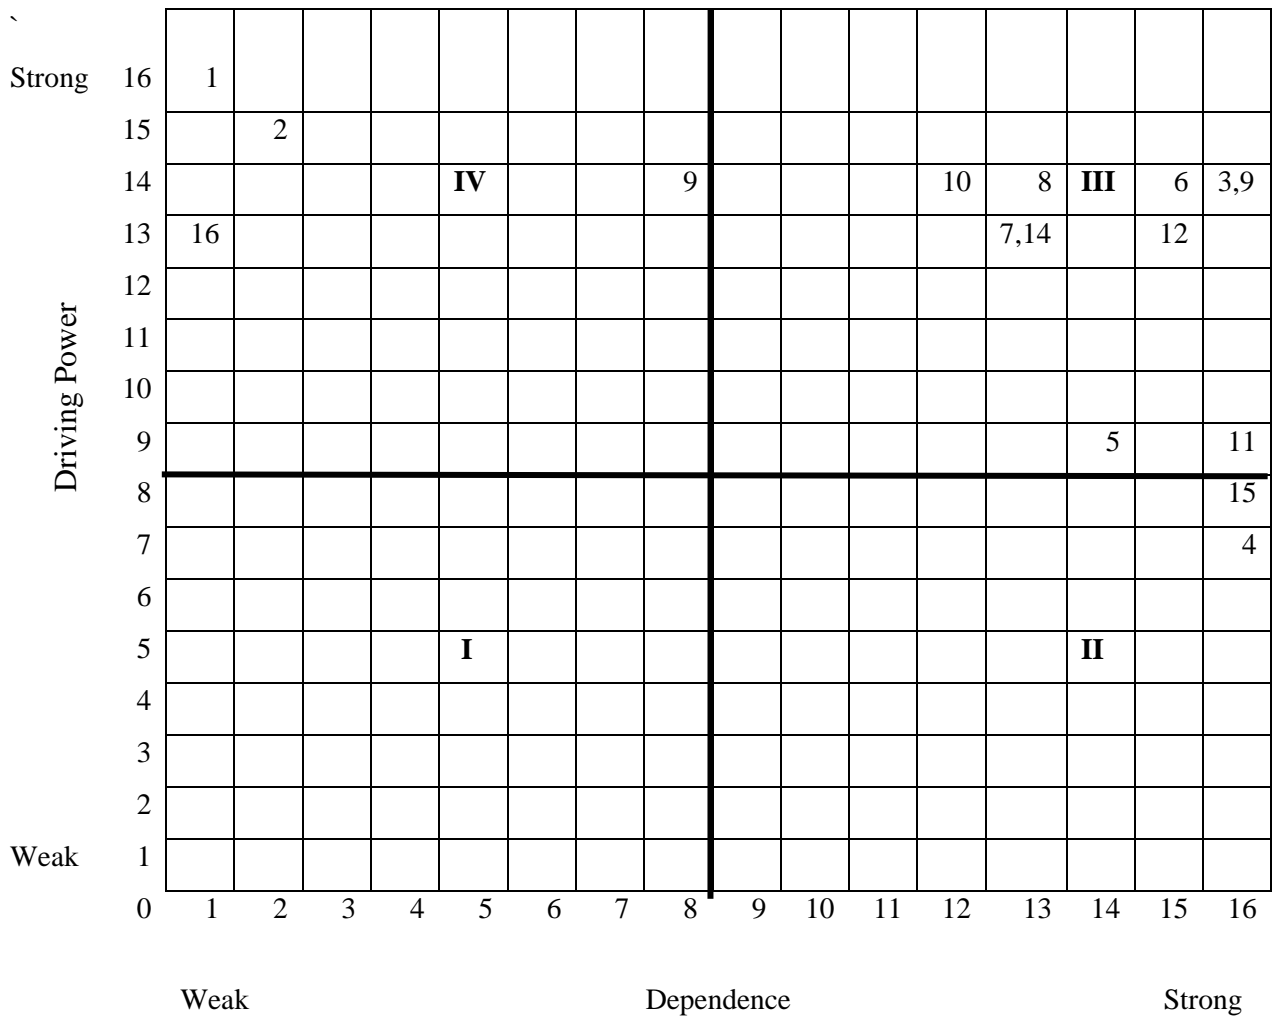 `
Strong 16 1
15 2
14 IV 9 10 8 III 6 3,9
13 16 7,14 12
12
11
10
9 5 11
8 15
7 4
6
5 I II
4
3
2
Weak 1
Driving Power
0 1 2 3 4 5 6 7 8 9 10 11 12 13 14 15 16
Weak Dependence Strong